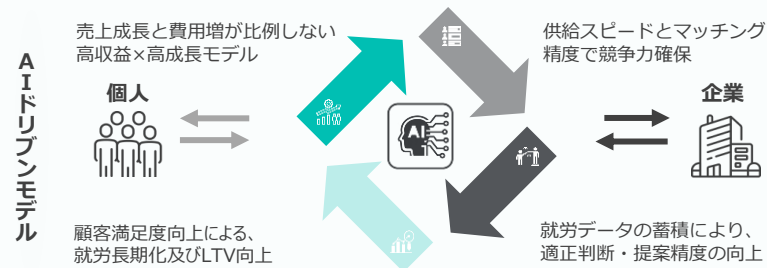 AIドリブンモデル
売上成長と費用増が比例しない
高収益×高成長モデル
供給スピードとマッチング
精度で競争力確保
個人
企業
AI
顧客満足度向上による、
就労長期化及びLTV向上
就労データの蓄積により、
適正判断・提案精度の向上